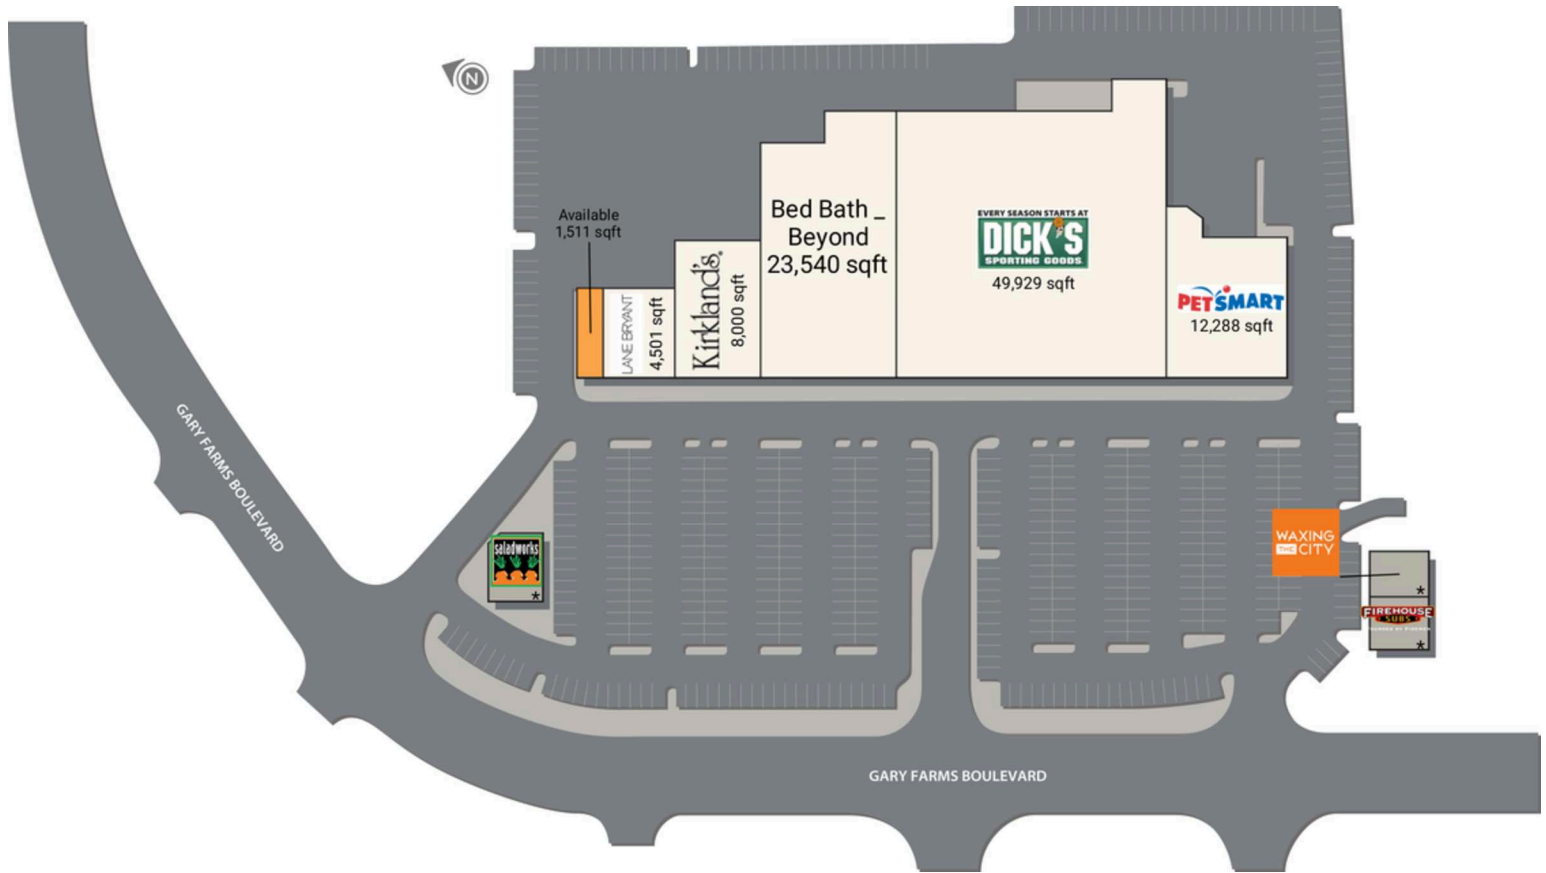 N
Available
1,511 sqft
LANE BRYANT
4,501 sqft
Kirkland's
8,000 sqft
Bed Bath _
Beyond
23,540 sqft
EVERY SEASON STARTS AT
DICK'S
SPORTING GOODS
49,929 sqft
PETSMART
12,288 sqft
GARY FARMS BOULEVARD
saladworks
*
WAXING
THE CITY
*
FIREHOUSE
SUBS
*
GARY FARMS BOULEVARD